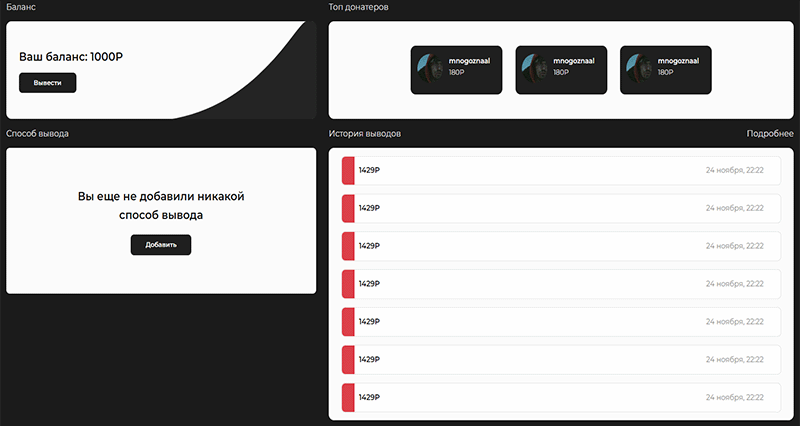 Баланс
Ваш баланс: 1000Р
Вывести
Топ донатеров
mnogoznaal
180Р
mnogoznaal
180Р
mnogoznaal
180Р
Способ вывода
Вы еще не добавили никакой
способ вывода
Добавить
История выводов
Подробнее
1429Р 24 ноября, 22:22
1429Р 24 ноября, 22:22
1429Р 24 ноября, 22:22
1429Р 24 ноября, 22:22
1429Р 24 ноября, 22:22
1429Р 24 ноября, 22:22
1429Р 24 ноября, 22:22